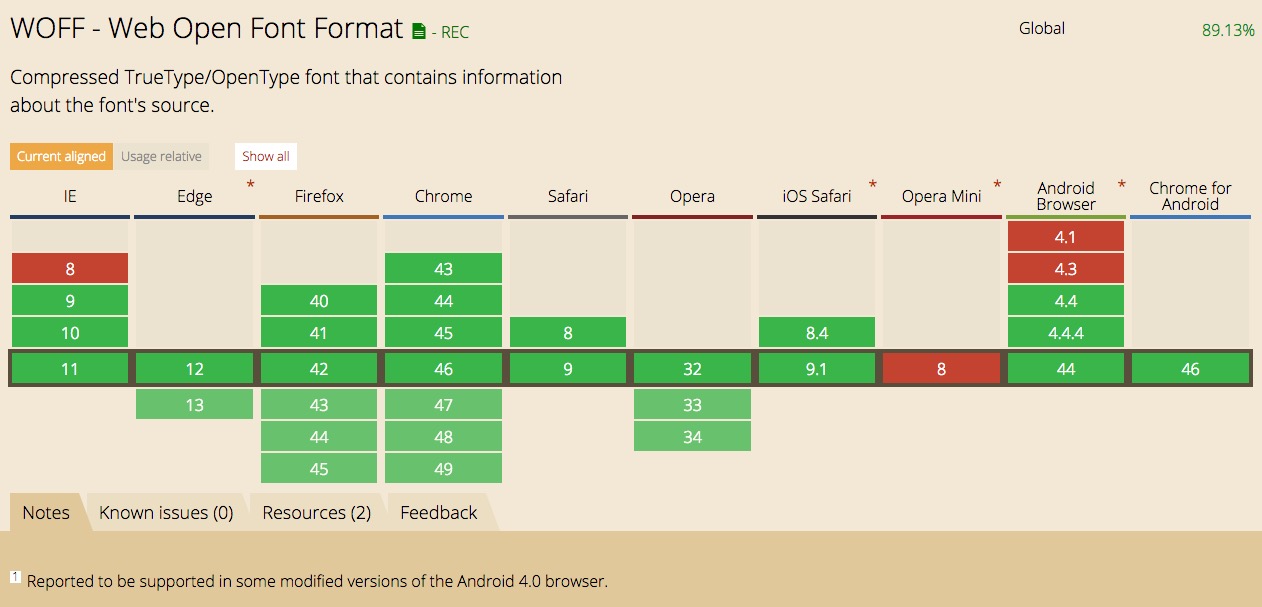 WOFF - Web Open Font Format - REC Global 89.13%
Compressed TrueType/OpenType font that contains information
about the font's source.
Current aligned Usage relative Show all
IE Edge * Firefox Chrome Safari Opera iOS Safari * Opera Mini * Android Browser * Chrome for Android
4.1
8 43 4.3
9 40 44 4.4
10 41 45 8 8.4 4.4.4
11 12 42 46 9 32 9.1 8 44 46
13 43 47 33
44 48 34
45 49
Notes Known issues (0) Resources (2) Feedback
1 Reported to be supported in some modified versions of the Android 4.0 browser.